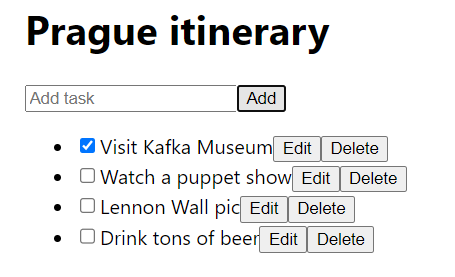 Prague itinerary
Add task Add
Visit Kafka Museum Edit Delete
Watch a puppet show Edit Delete
Lennon Wall pic Edit Delete
Drink tons of beer Edit Delete